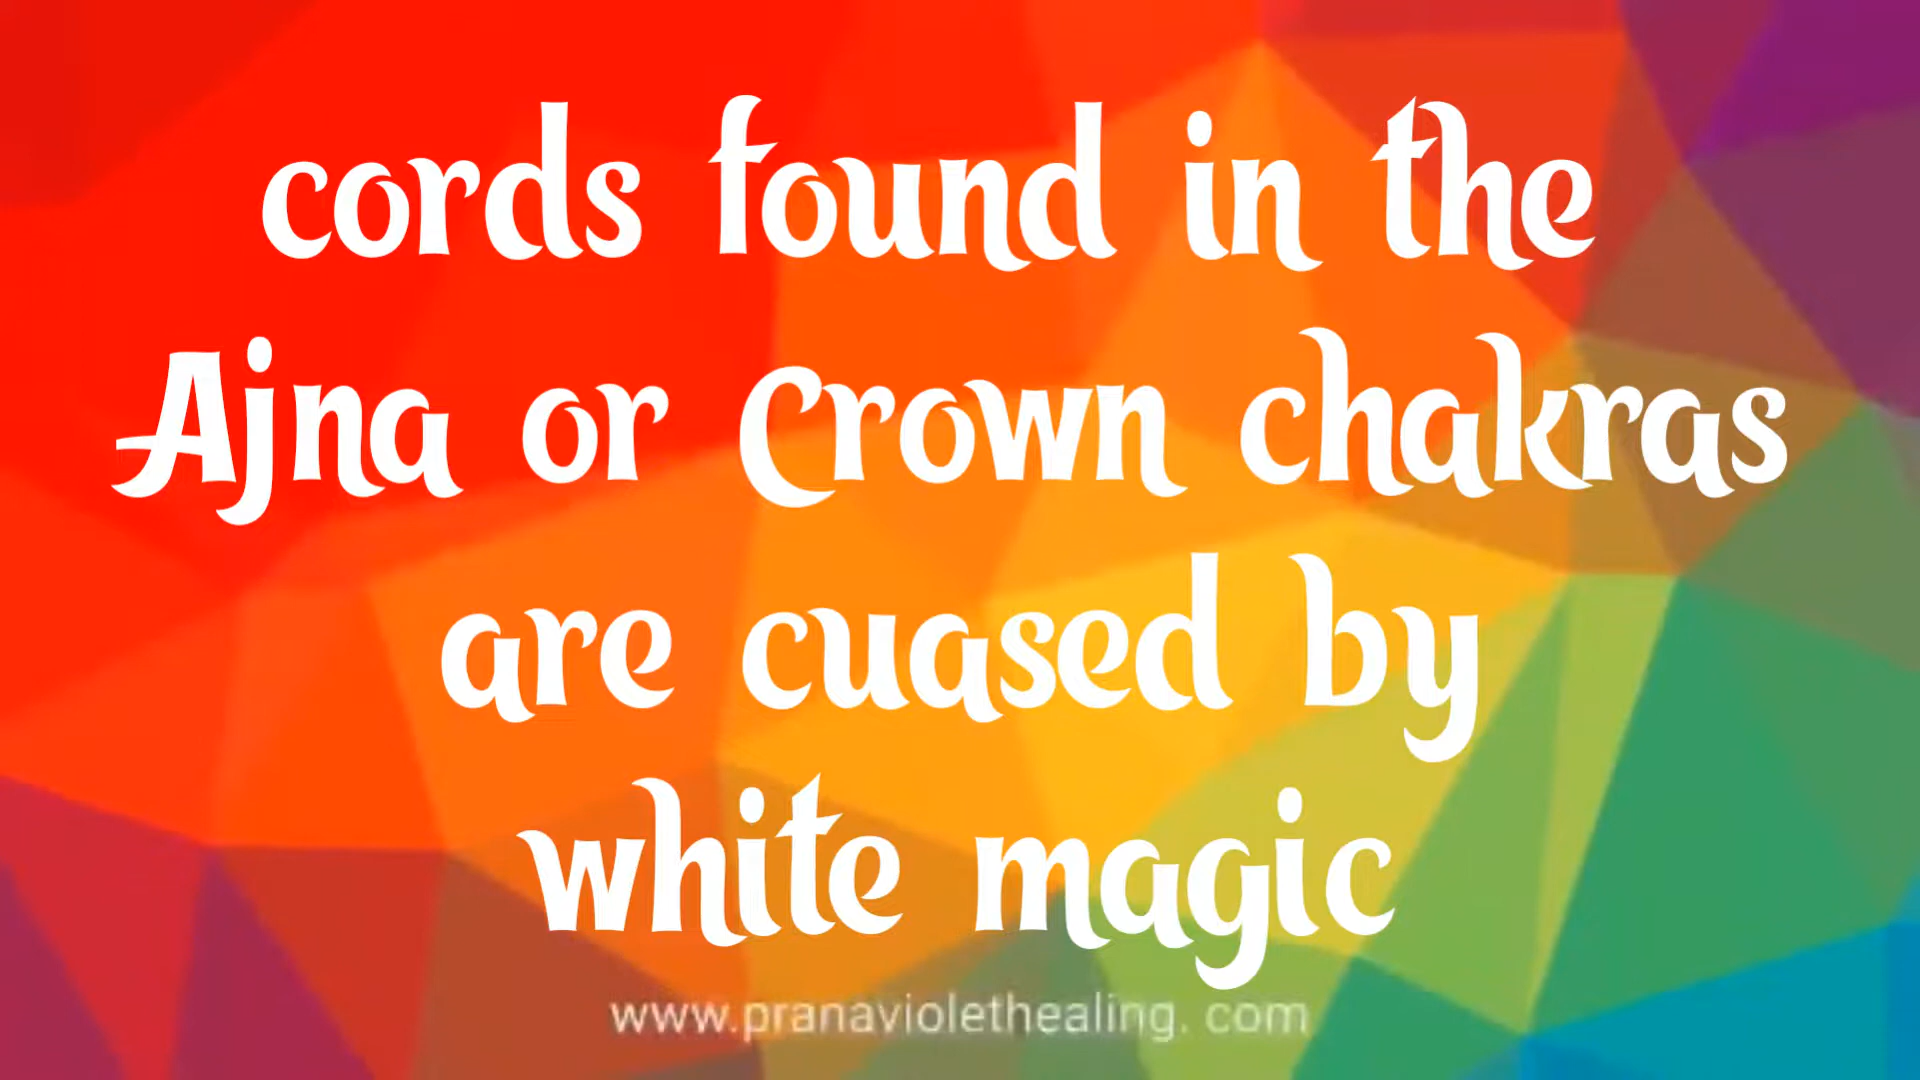 cords found in the
Ajna or Crown chakras
are cuased by
white magic
www.pranaviolethealing. com